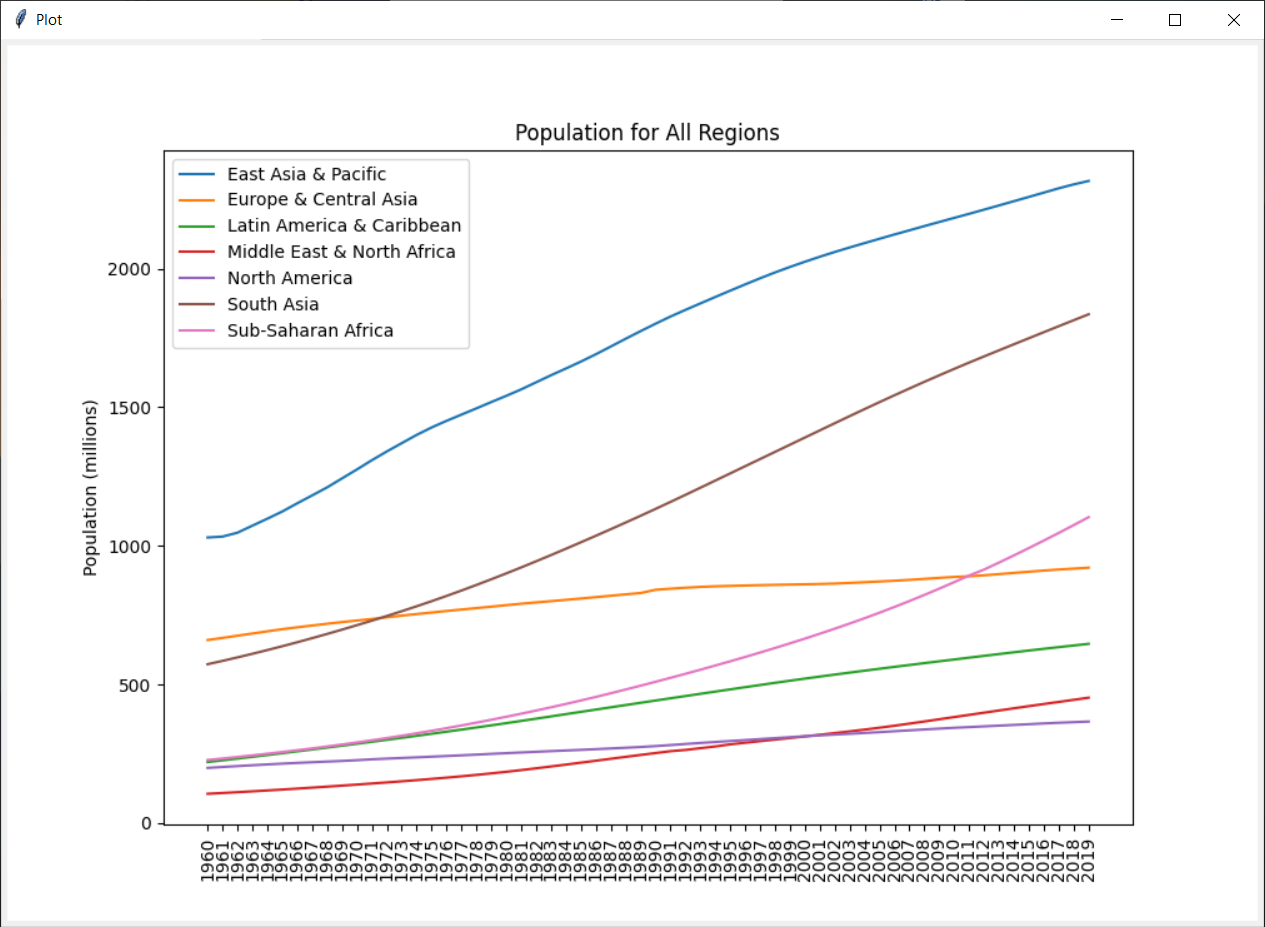 Plot
Population for All Regions
East Asia & Pacific
Europe & Central Asia
Latin America & Caribbean
Middle East & North Africa
North America
South Asia
Sub-Saharan Africa
Population (millions)
2000
1500
1000
500
0
1960 1961 1962 1963 1964 1965 1966 1967 1968 1969 1970 1971 1972 1973 1974 1975 1976 1977 1978 1979 1980 1981 1982 1983 1984 1985 1986 1987 1988 1989 1990 1991 1992 1993 1994 1995 1996 1997 1998 1999 2000 2001 2002 2003 2004 2005 2006 2007 2008 2009 2010 2011 2012 2013 2014 2015 2016 2017 2018 2019